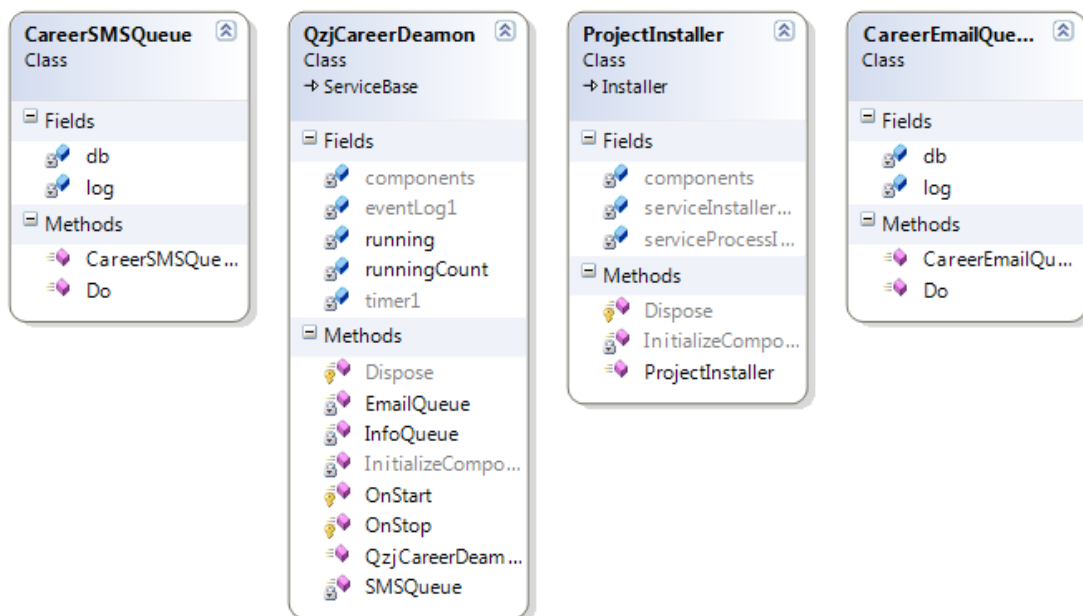 CareerSMSQueue
Class
Fields
db
log
Methods
CareerSMSQue...
Do
QzjCareerDeamon
Class
ServiceBase
Fields
components
eventLog1
running
runningCount
timer1
Methods
Dispose
EmailQueue
InfoQueue
InitializeCompo...
OnStart
OnStop
QzjCareerDeam...
SMSQueue
ProjectInstaller
Class
Installer
Fields
components
serviceInstaller...
serviceProcessI...
Methods
Dispose
InitializeCompo...
ProjectInstaller
CareerEmailQue...
Class
Fields
db
log
Methods
CareerEmailQu...
Do